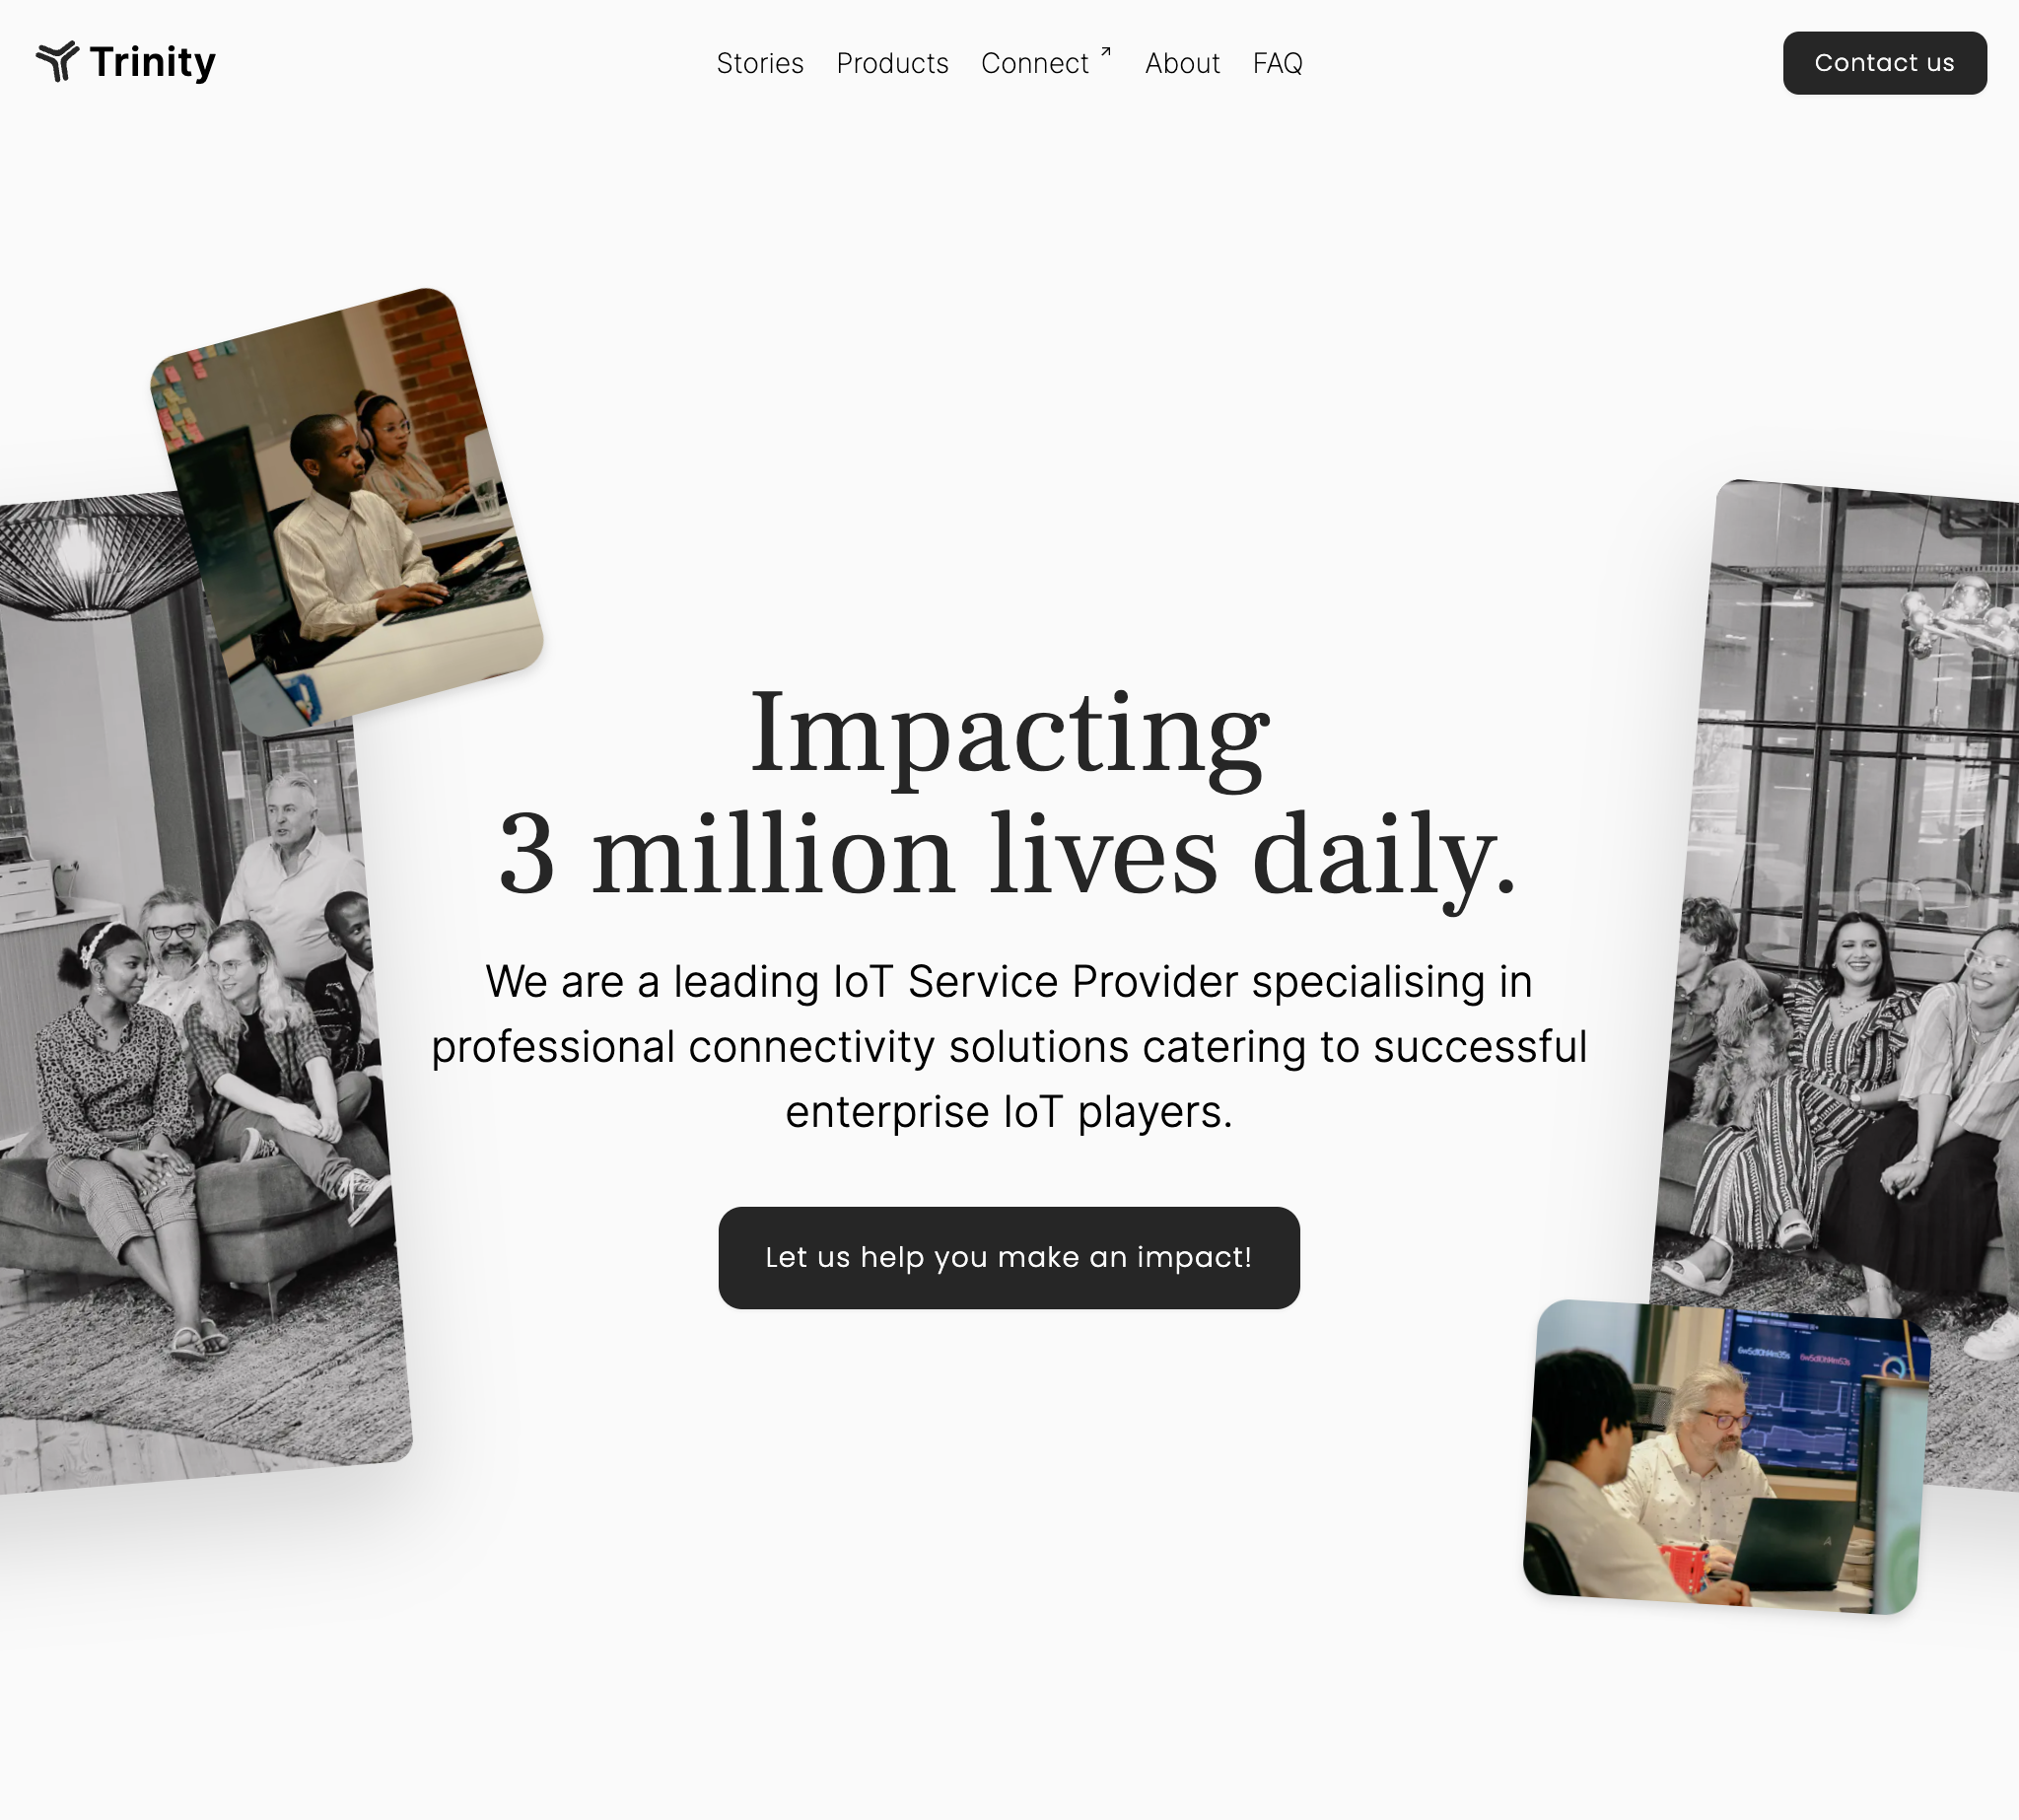 Trinity
Stories Products Connect ↗ About FAQ
Contact us
Impacting
3 million lives daily.
We are a leading IoT Service Provider specialising in
professional connectivity solutions catering to successful
enterprise IoT players.
Let us help you make an impact!